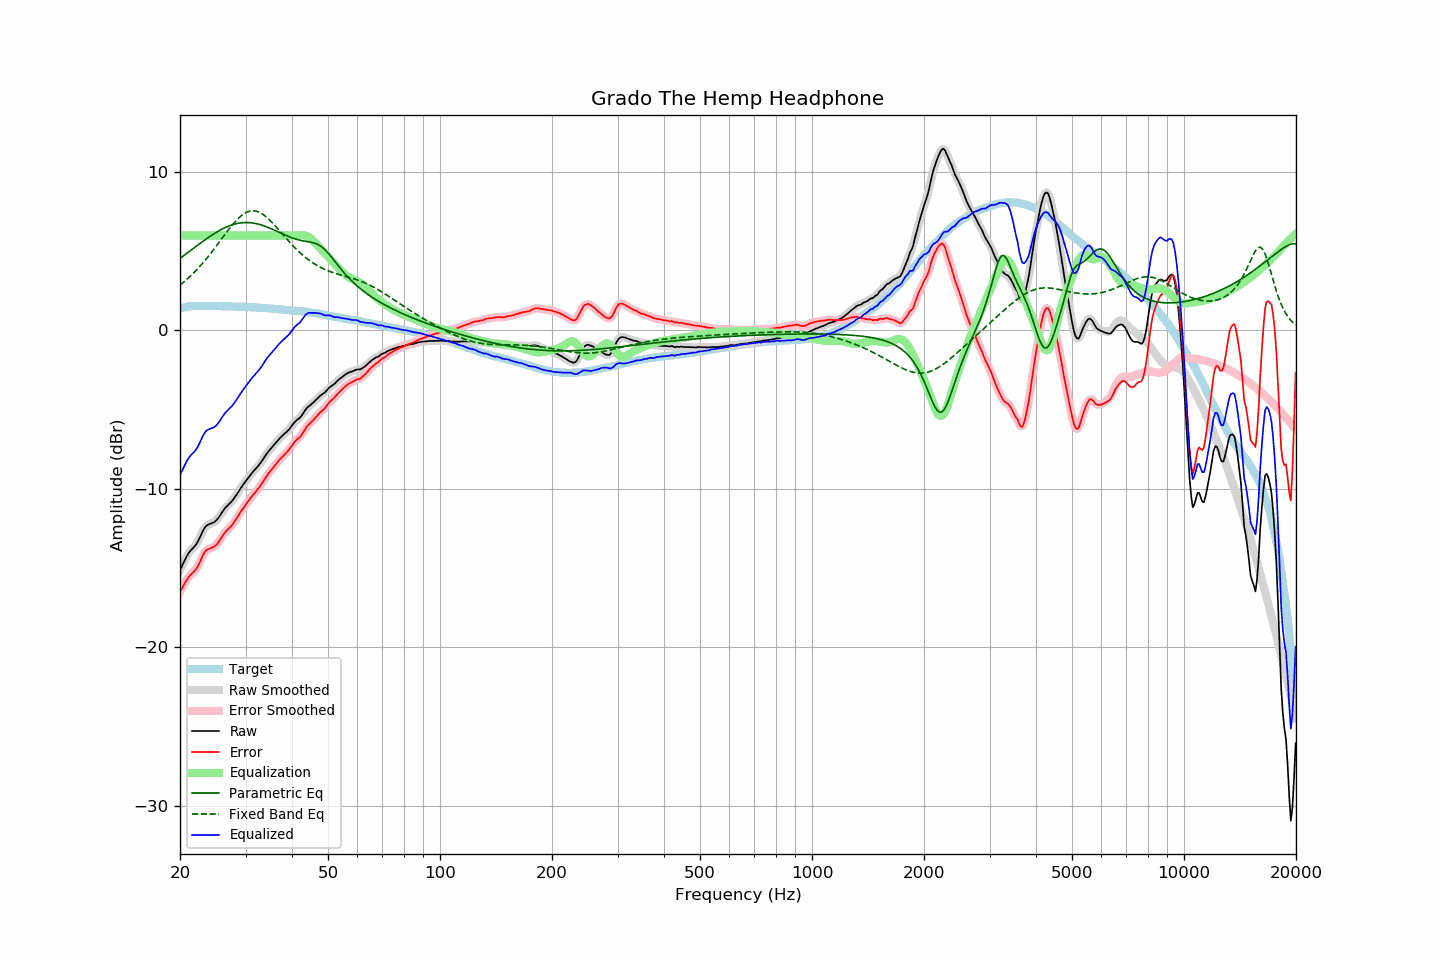 Grado The Hemp Headphone
Amplitude (dBr)
10
0
−10
−20
−30
Target
Raw Smoothed
Error Smoothed
Raw
Error
Equalization
Parametric Eq
Fixed Band Eq
Equalized
20 50 100 200 500 1000 2000 5000 10000 20000
Frequency (Hz)